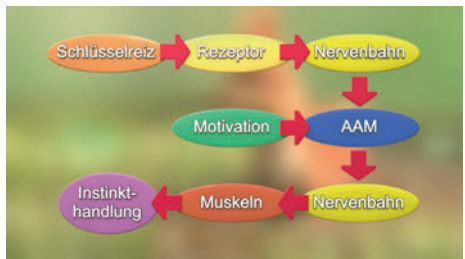 Schlüsselreiz
Rezeptor
Nervenbahn
Motivation
AAM
Instinkt-
handlung
Muskeln
Nervenbahn